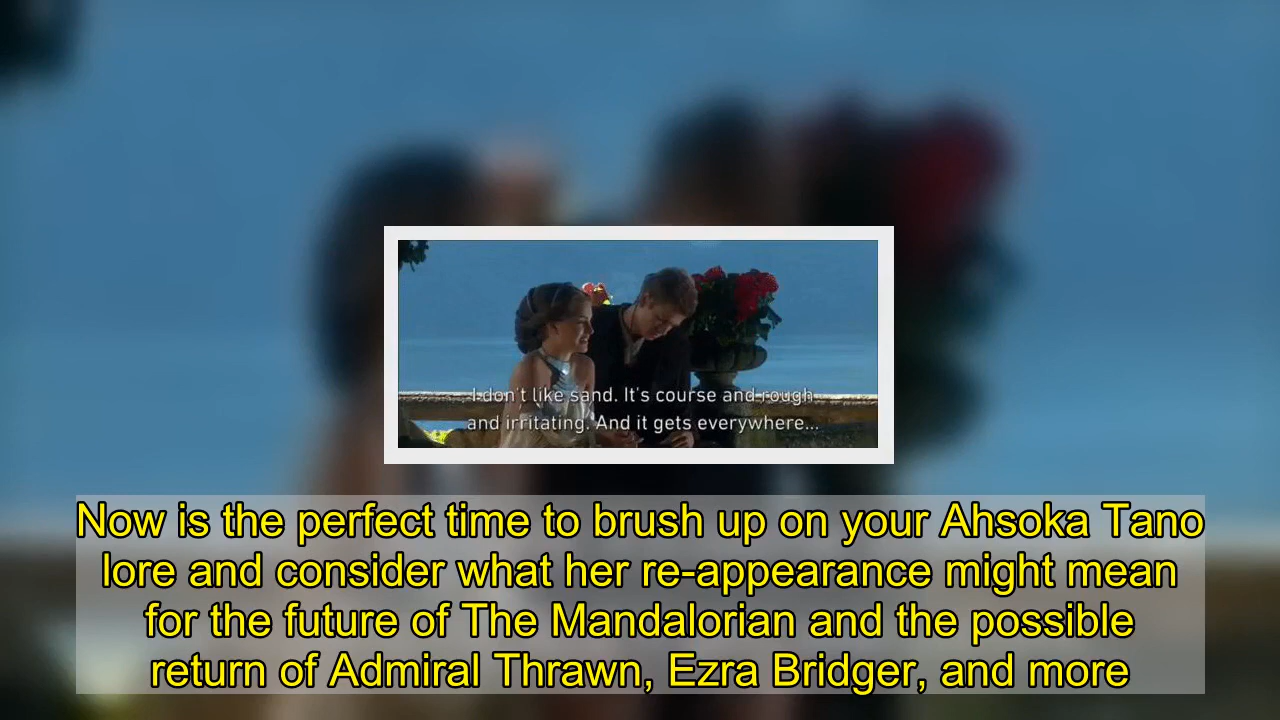 I don't like sand. It's course and rough
and irritating. And it gets everywhere...
Now is the perfect time to brush up on your Ahsoka Tano
lore and consider what her re-appearance might mean
for the future of The Mandalorian and the possible
return of Admiral Thrawn, Ezra Bridger, and more